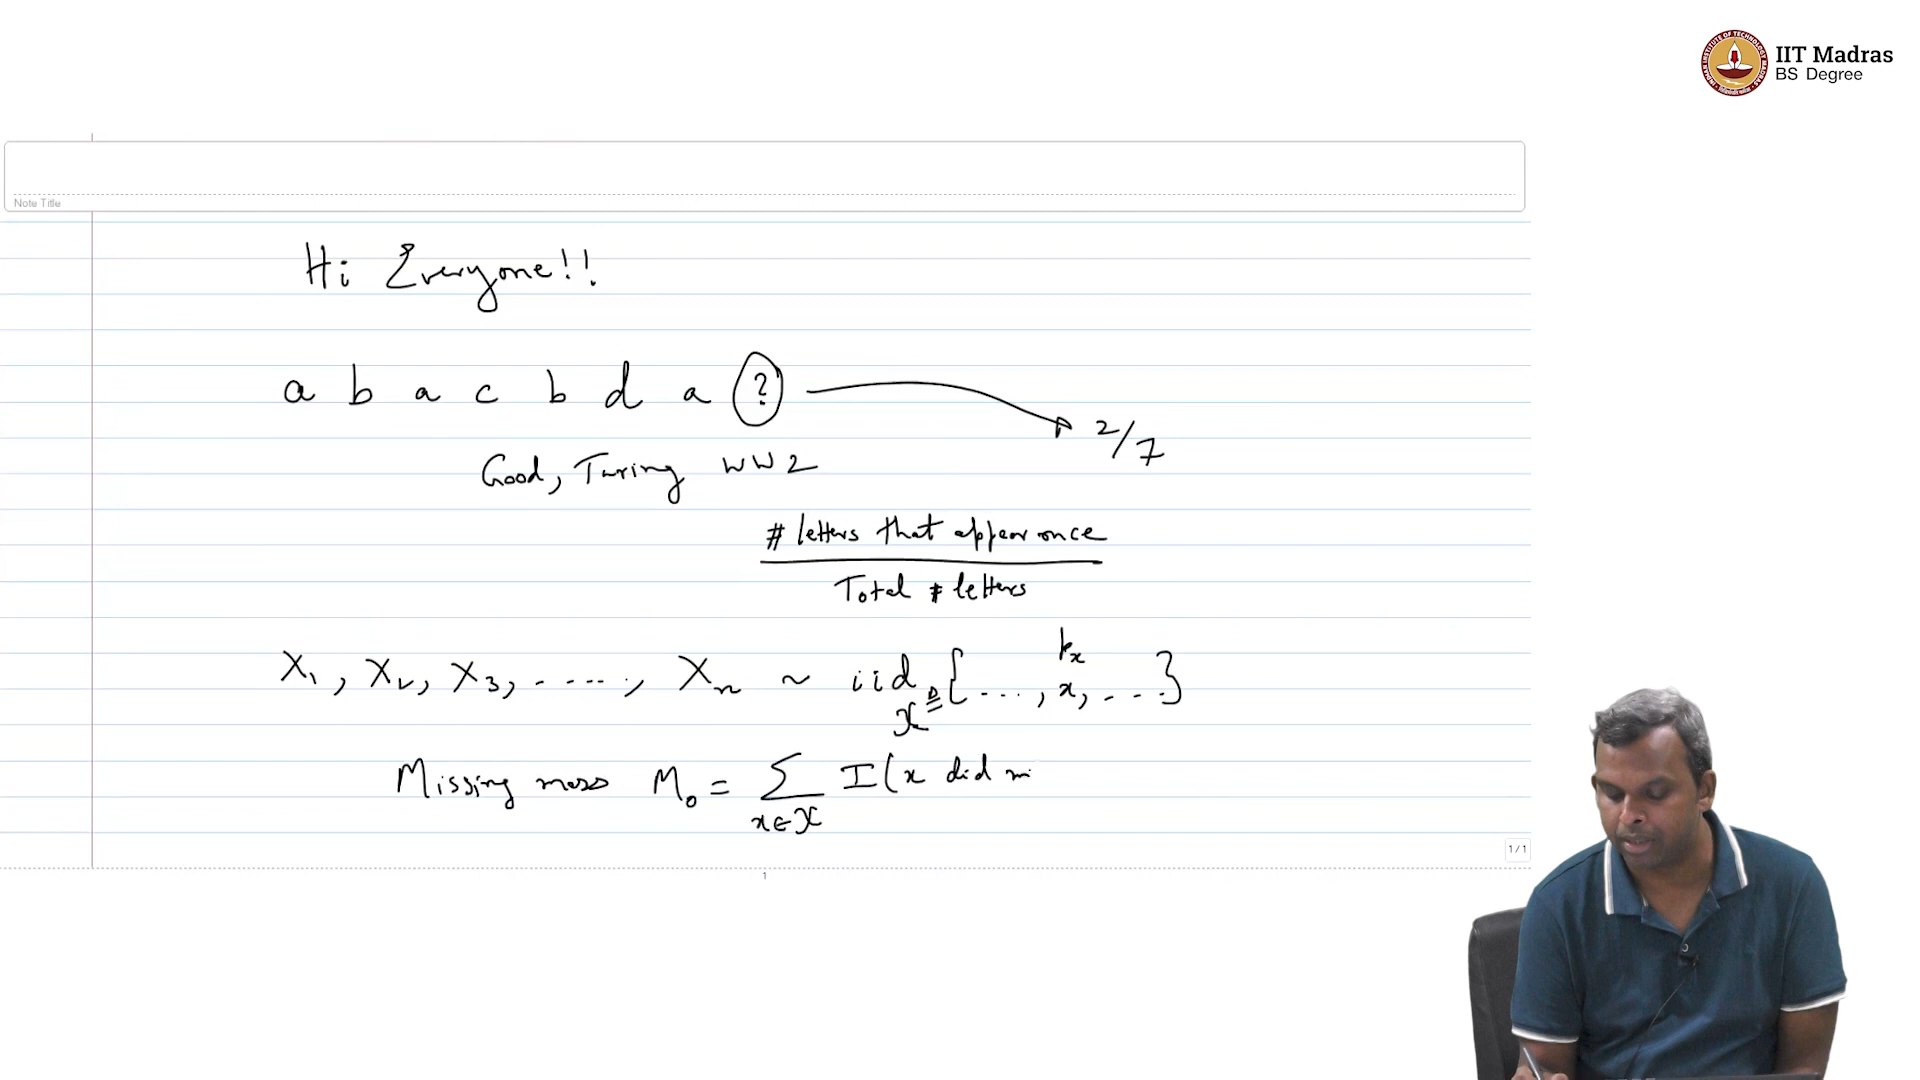 IIT Madras
BS Degree
Note Title
Hi Everyone!!
a b a c b d a ? 2/7
Good, Turing WW2
# letters that appear once
Total # letters
X₁, X₂, X₃, ....., Xₙ ~ iid 𝒳 ≜ {..., x, ...}
pₓ
Missing mass M₀ = ∑ I(x did n
x∈𝒳
1/1
1